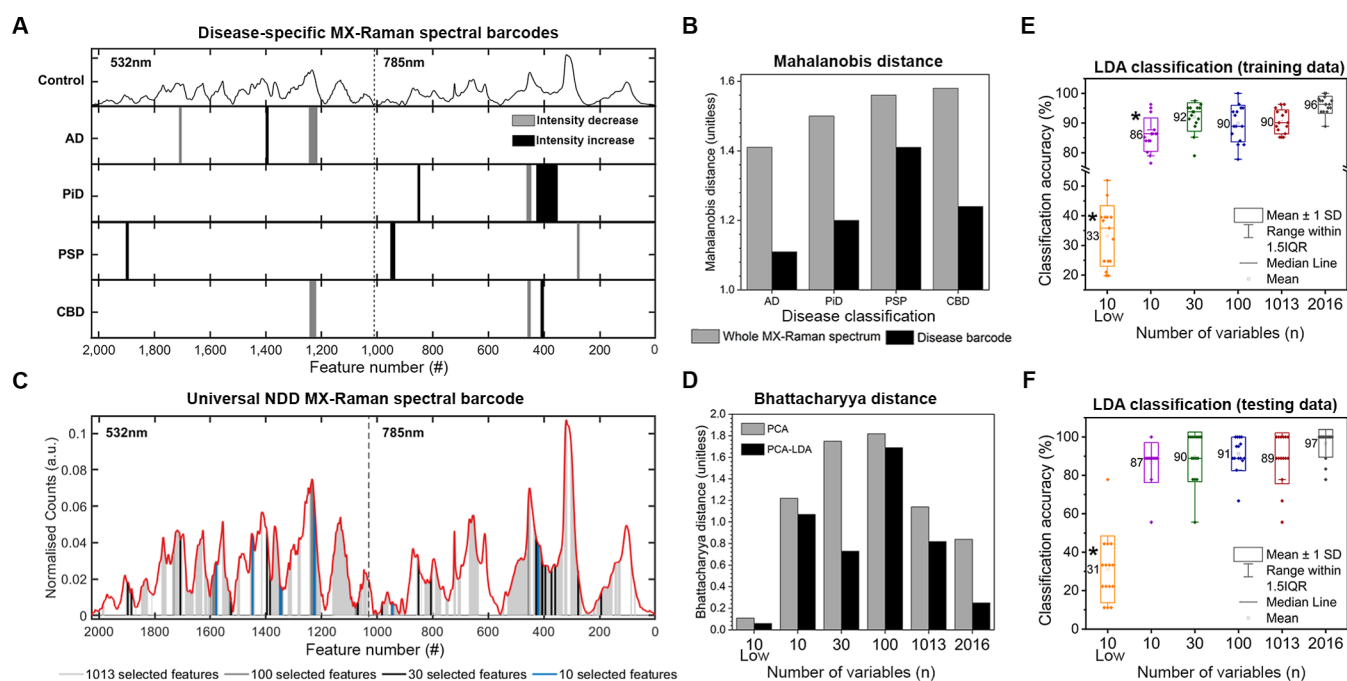 A
Disease-specific MX-Raman spectral barcodes
532nm
785nm
Control
AD
PiD
PSP
CBD
Intensity decrease
Intensity increase
2,000 1,800 1,600 1,400 1,200 1,000 800 600 400 200 0
Feature number (#)
B
Mahalanobis distance
Mahalanobis distance (unitless)
1.6
1.4
1.2
1.0
AD PiD PSP CBD
Disease classification
Whole MX-Raman spectrum Disease barcode
C
Universal NDD MX-Raman spectral barcode
532nm
785nm
Normalised Counts (a.u.)
0.1
0.08
0.06
0.04
0.02
0
2000 1800 1600 1400 1200 1000 800 600 400 200 0
Feature number (#)
1013 selected features 100 selected features 30 selected features 10 selected features
D
Bhattacharyya distance
Bhattacharyya distance (unitless)
2.0
1.8
1.6
1.4
1.2
1.0
0.8
0.6
0.4
0.2
0.0
PCA
PCA-LDA
10 10 30 100 1013 2016
Low
Number of variables (n)
E
LDA classification (training data)
Classification accuracy (%)
100
90
80
50
40
30
20
*
33
*
86
92
90
90
96
Mean ± 1 SD
Range within
1.5IQR
Median Line
Mean
10 10 30 100 1013 2016
Low
Number of variables (n)
F
LDA classification (testing data)
Classification accuracy (%)
100
80
60
40
20
0
*
31
87
90
91
89
97
Mean ± 1 SD
Range within
1.5IQR
Median Line
Mean
10 10 30 100 1013 2016
Low
Number of variables (n)